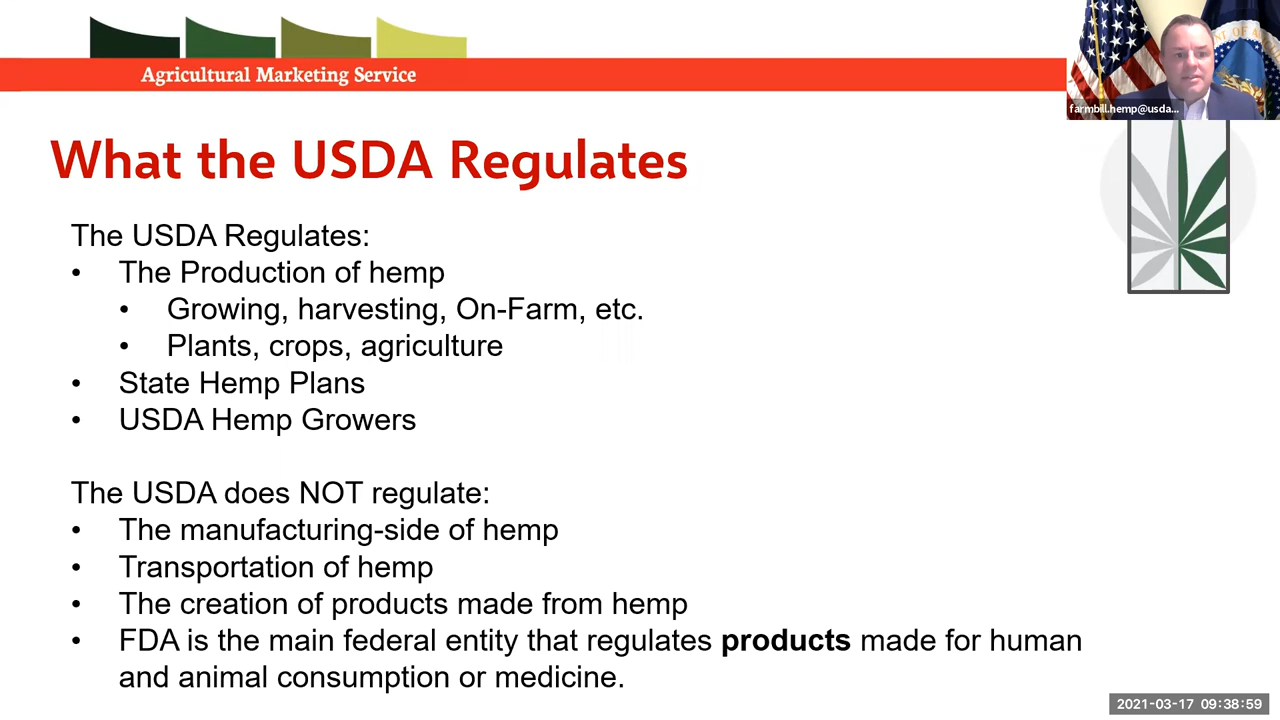 Agricultural Marketing Service
farmbill.hemp@usda...
What the USDA Regulates
The USDA Regulates:
• The Production of hemp
• Growing, harvesting, On-Farm, etc.
• Plants, crops, agriculture
• State Hemp Plans
• USDA Hemp Growers
The USDA does NOT regulate:
• The manufacturing-side of hemp
• Transportation of hemp
• The creation of products made from hemp
• FDA is the main federal entity that regulates products made for human
and animal consumption or medicine.
2021-03-17 09:38:59